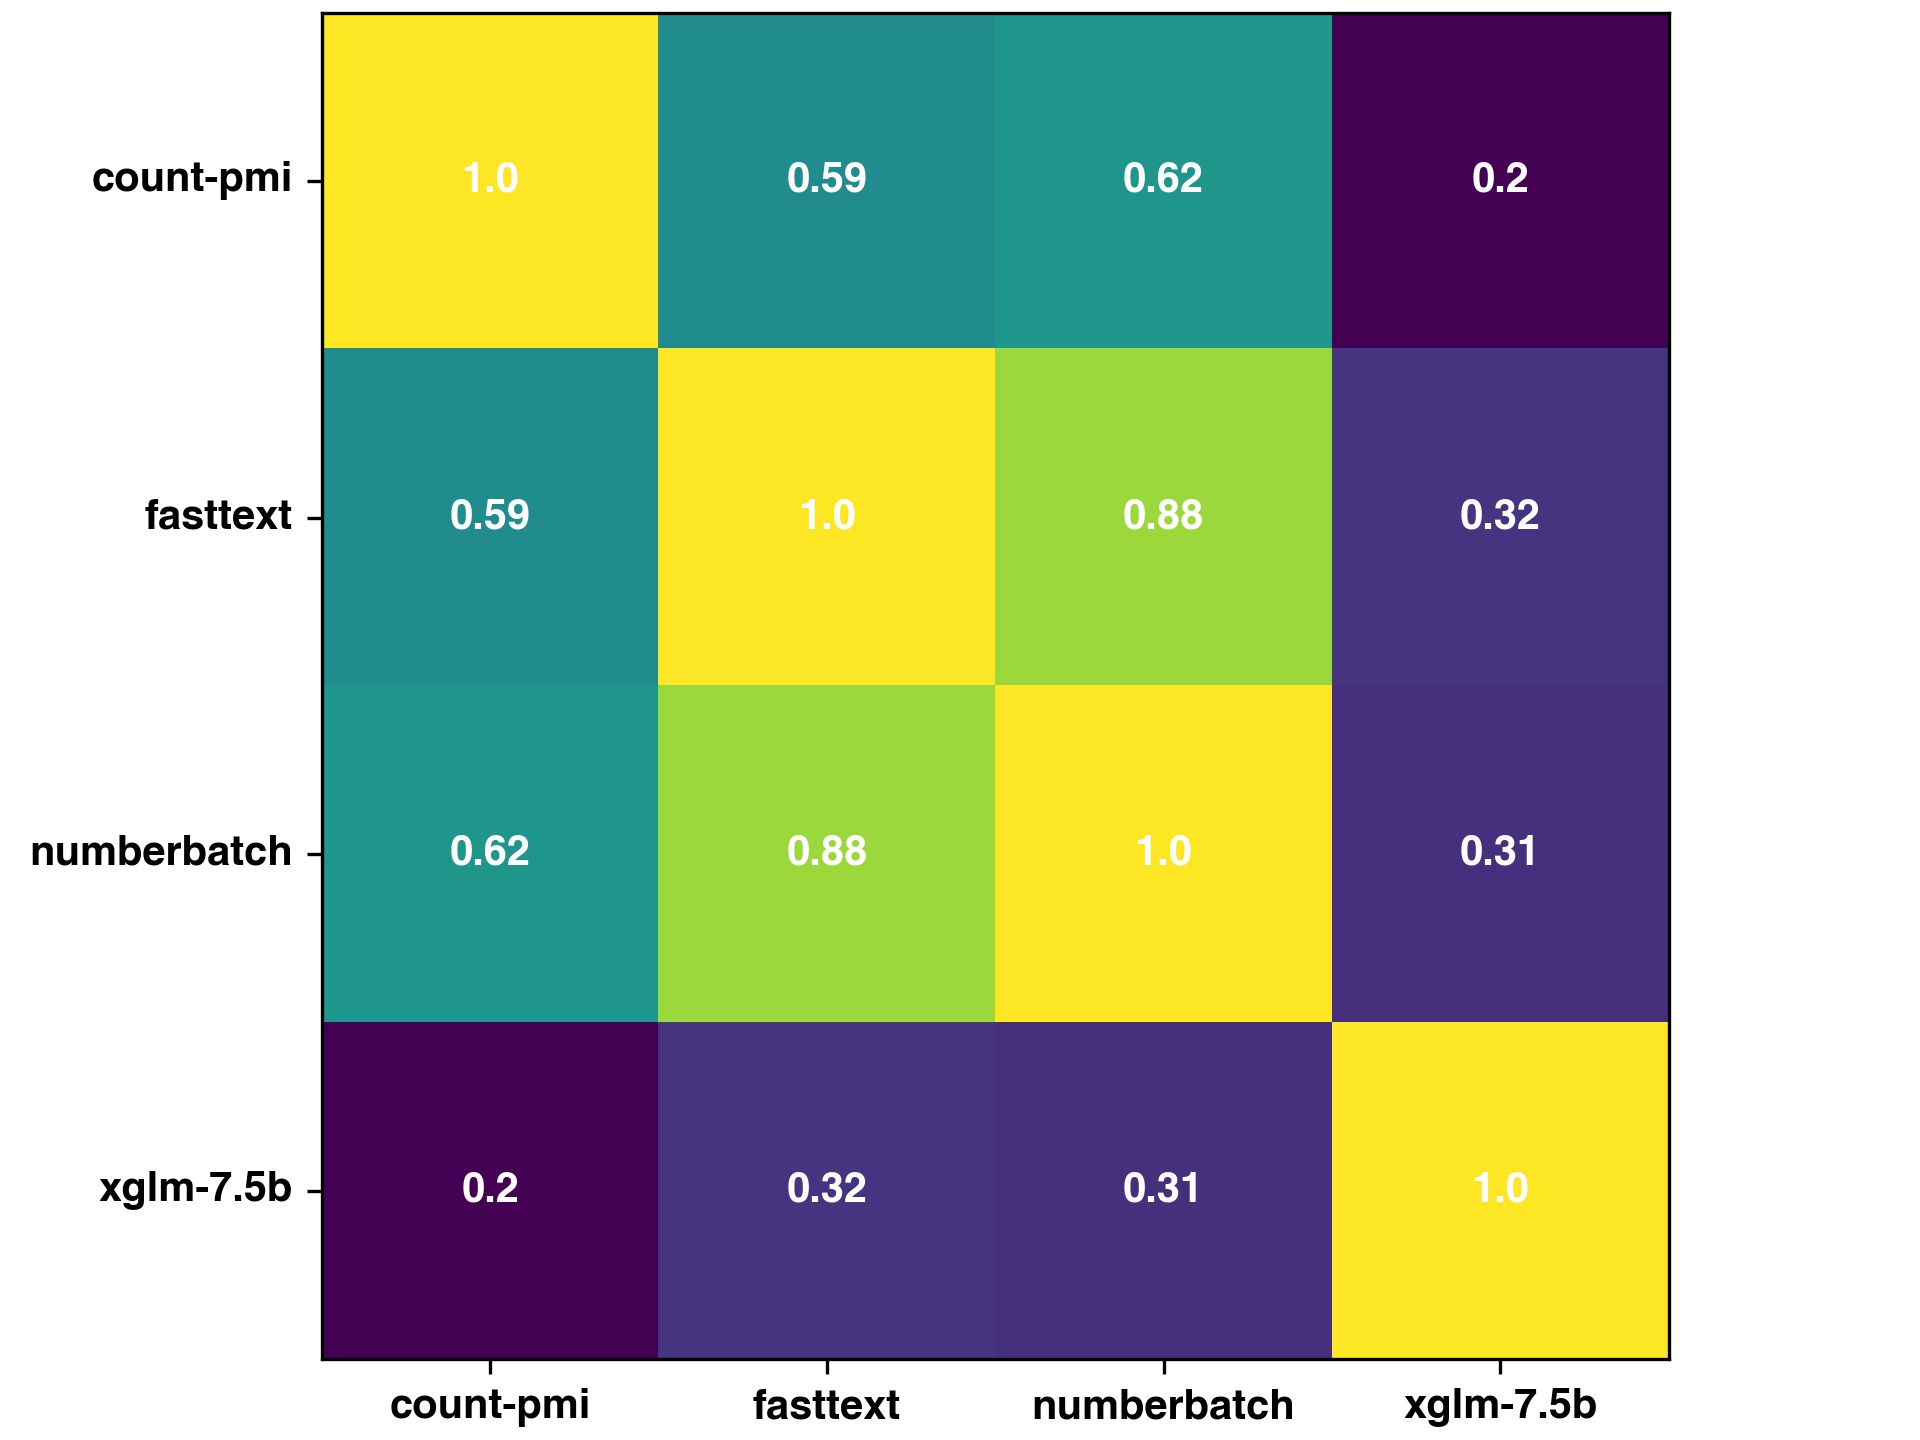 count-pmi 1.0 0.59 0.62 0.2
fasttext 0.59 1.0 0.88 0.32
numberbatch 0.62 0.88 1.0 0.31
xglm-7.5b 0.2 0.32 0.31 1.0
count-pmi fasttext numberbatch xglm-7.5b